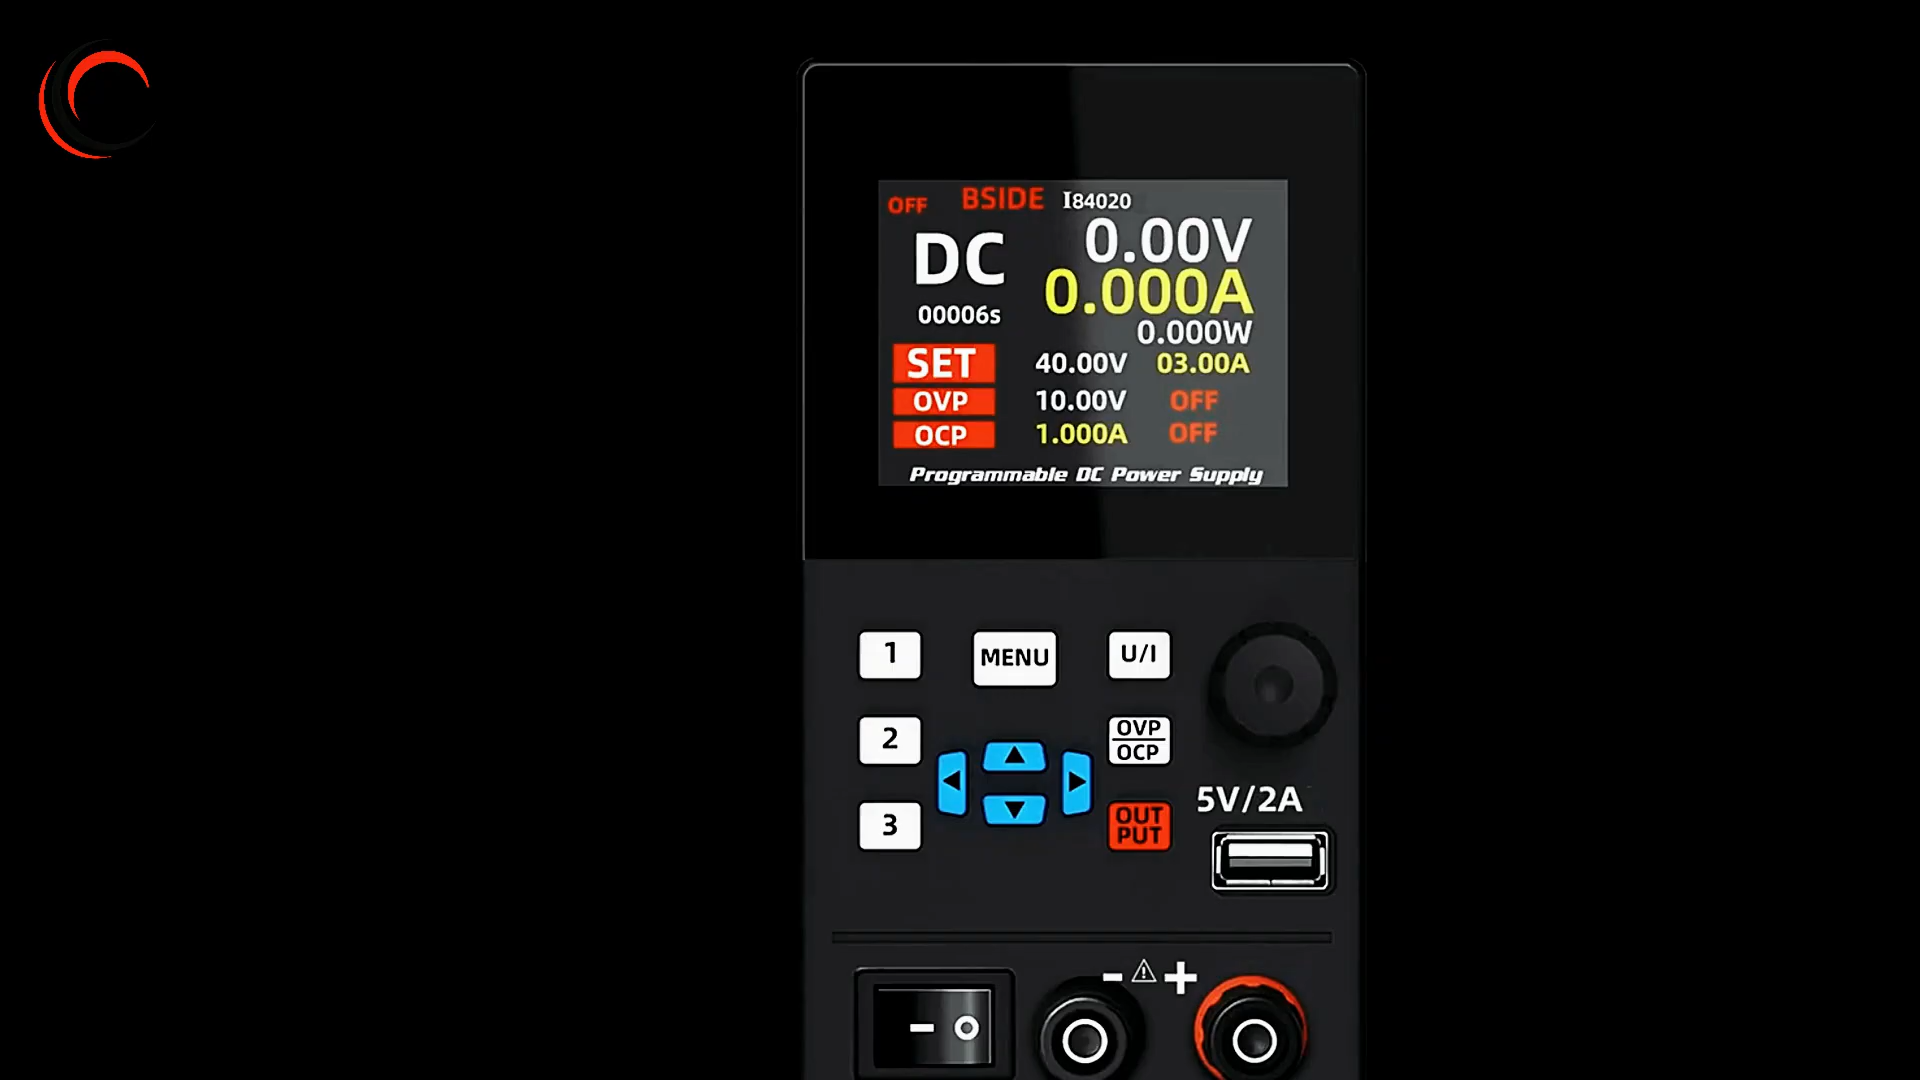 OFF BSIDE I84020
DC 0.00V
0.000A
00006s 0.000W
SET 40.00V 03.00A
OVP 10.00V OFF
OCP 1.000A OFF
Programmable DC Power Supply
1 MENU U/I
2 OVP
OCP
3 OUT
PUT
5V/2A
- +